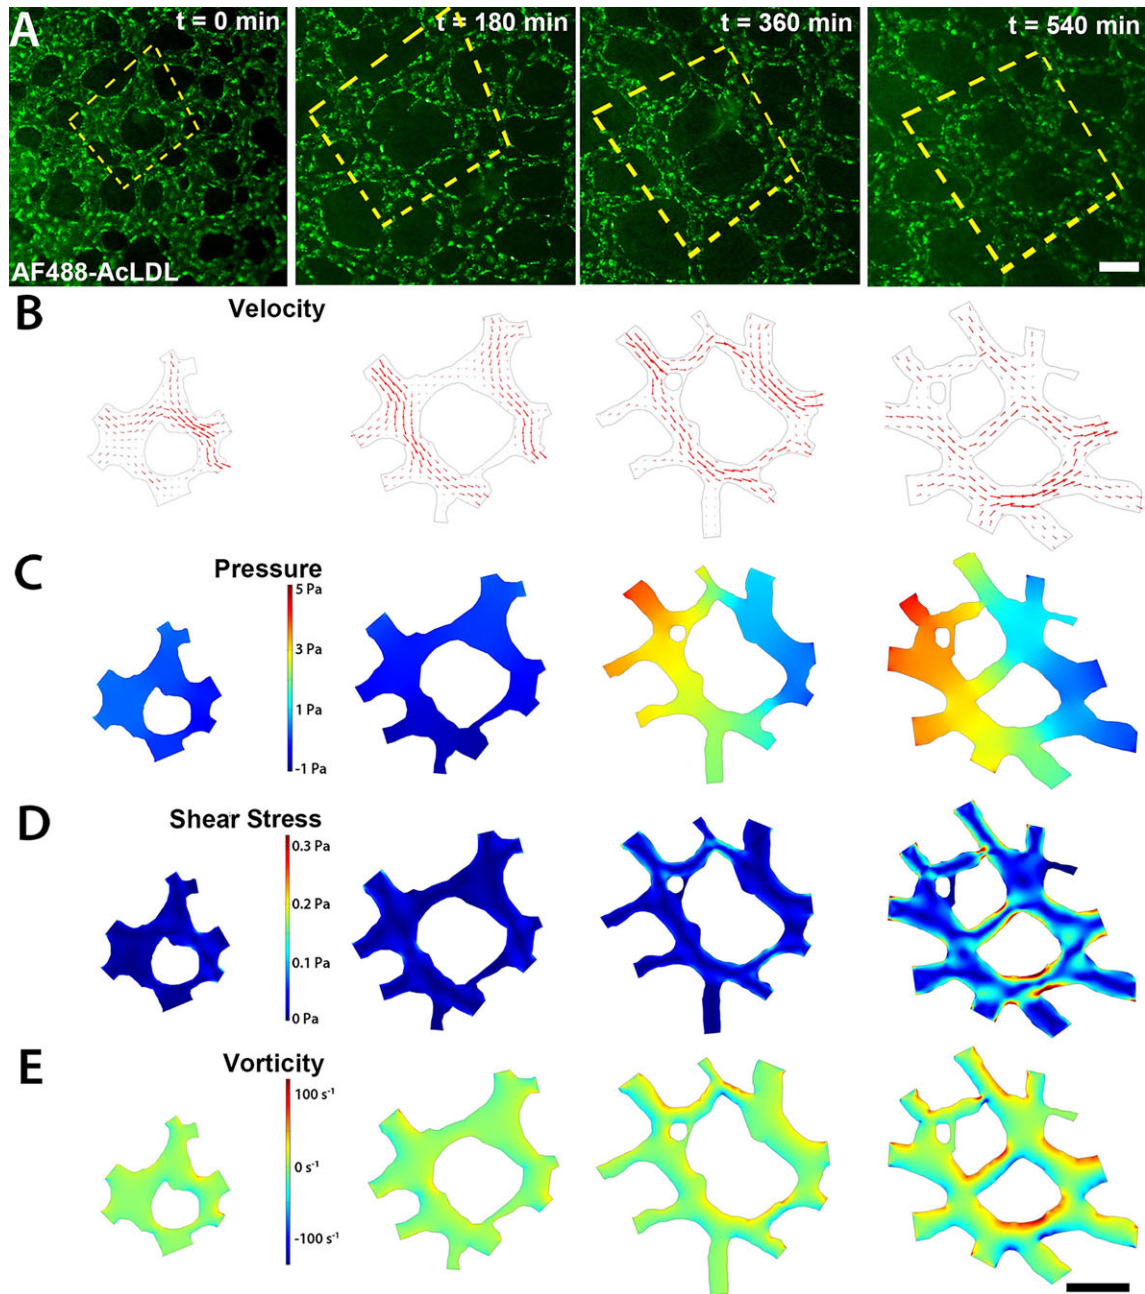 A
t = 0 min
t = 180 min
t = 360 min
t = 540 min
AF488-AcLDL
B
Velocity
C
Pressure
5 Pa
3 Pa
1 Pa
-1 Pa
D
Shear Stress
0.3 Pa
0.2 Pa
0.1 Pa
0 Pa
E
Vorticity
100 s⁻¹
0 s⁻¹
-100 s⁻¹